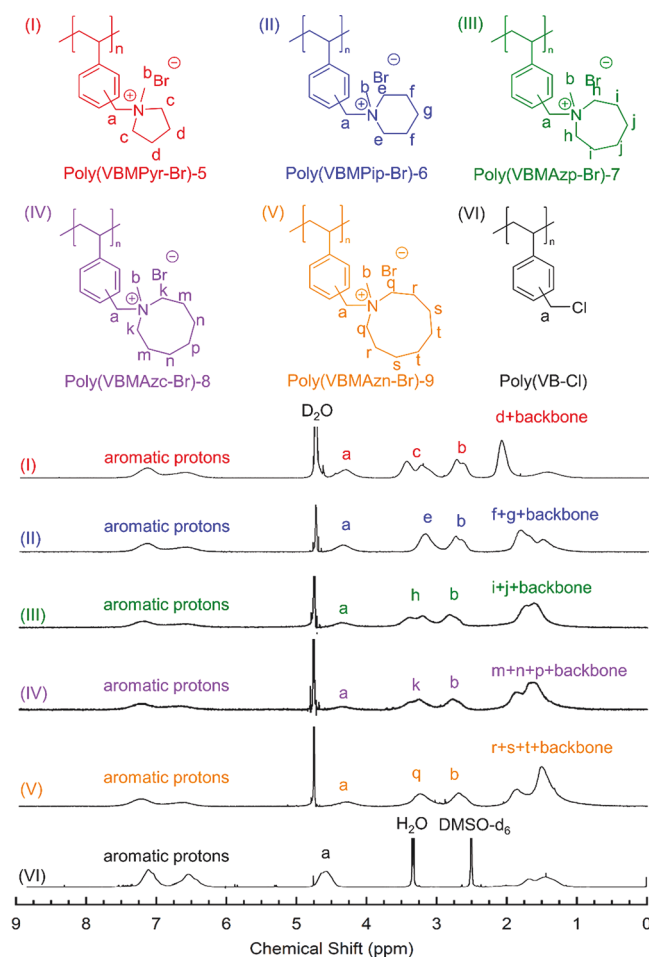 (I)
n
b
Br
⊖
⊕
N
a
c
c
d
d
Poly(VBMPyr-Br)-5
(II)
n
b
Br
⊖
⊕
N
a
e
e
f
f
g
Poly(VBMPip-Br)-6
(III)
n
b
Br
⊖
⊕
N
a
h
h
i
i
j
j
Poly(VBMAzp-Br)-7
(IV)
n
b
Br
⊖
⊕
N
a
k
k
m
m
n
n
p
Poly(VBMAzc-Br)-8
(V)
n
b
Br
⊖
⊕
N
a
q
q
r
r
s
s
t
t
Poly(VBMAzn-Br)-9
(VI)
n
a
Cl
Poly(VB-Cl)
D₂O
(I) aromatic protons a c b d+backbone
(II) aromatic protons a e b f+g+backbone
(III) aromatic protons a h b i+j+backbone
(IV) aromatic protons a k b m+n+p+backbone
(V) aromatic protons a q b r+s+t+backbone
H₂O DMSO-d₆
(VI) aromatic protons a
9 8 7 6 5 4 3 2 1 0
Chemical Shift (ppm)